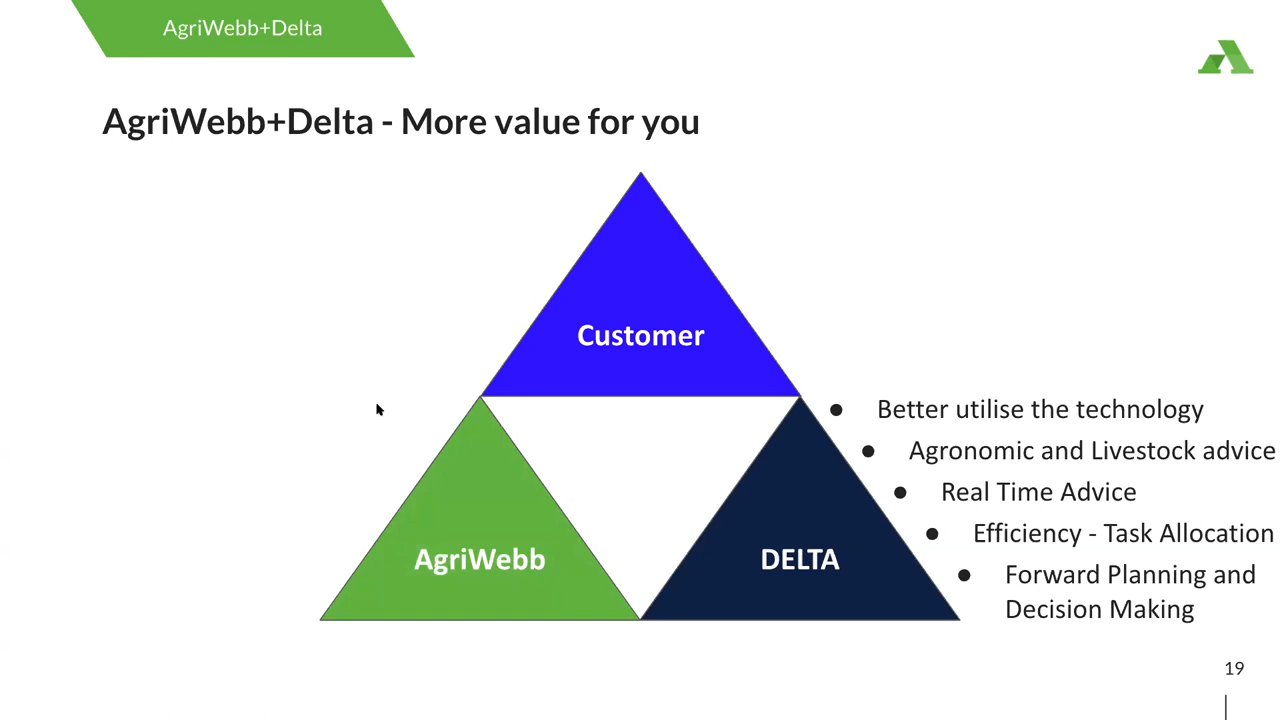 AgriWebb+Delta
AgriWebb+Delta - More value for you
Customer
● Better utilise the technology
● Agronomic and Livestock advice
● Real Time Advice
● Efficiency - Task Allocation
AgriWebb
DELTA
● Forward Planning and
Decision Making
19